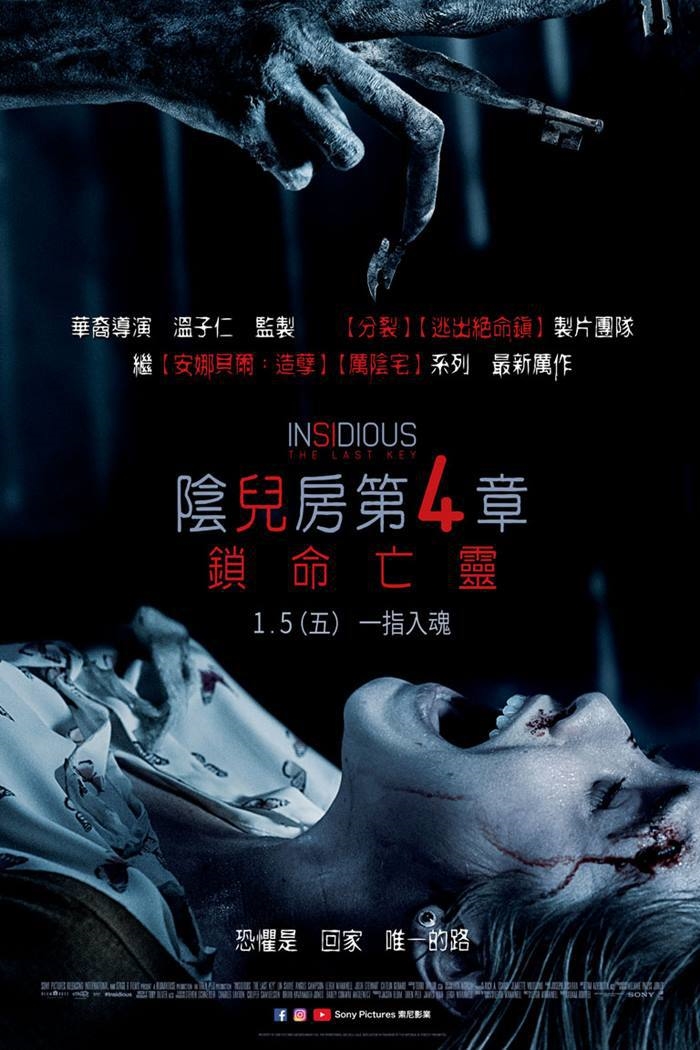 華裔導演 溫子仁 監製 【分裂】【逃出絕命鎮】製片團隊
繼【安娜貝爾：造孽】【厲陰宅】系列 最新厲作
INSIDIOUS
THE LAST KEY
陰兒房第4章
鎖命亡靈
1.5(五) 一指入魂
恐懼是 回家 唯一的路
#Insidious
SONY
Sony Pictures 索尼影業